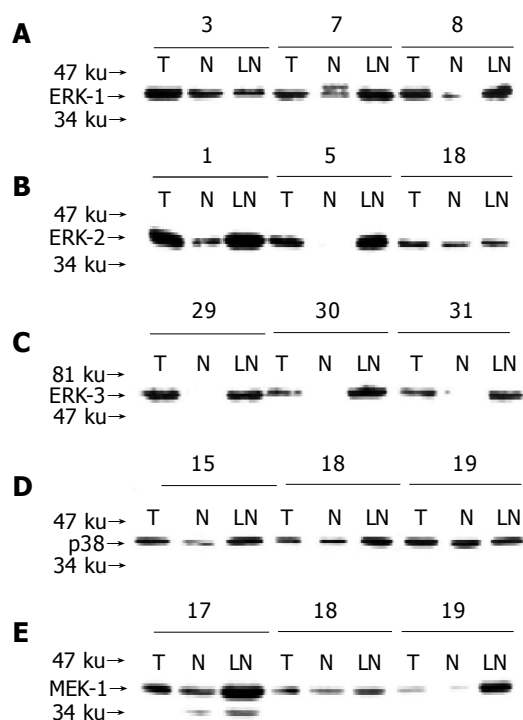 A
3 7 8
T N LN T N LN T N LN
47 ku→
ERK-1→
34 ku→
B
1 5 18
T N LN T N LN T N LN
47 ku→
ERK-2→
34 ku→
C
29 30 31
T N LN T N LN T N LN
81 ku→
ERK-3→
47 ku→
D
15 18 19
T N LN T N LN T N LN
47 ku→
p38→
34 ku→
E
17 18 19
T N LN T N LN T N LN
47 ku→
MEK-1→
34 ku→